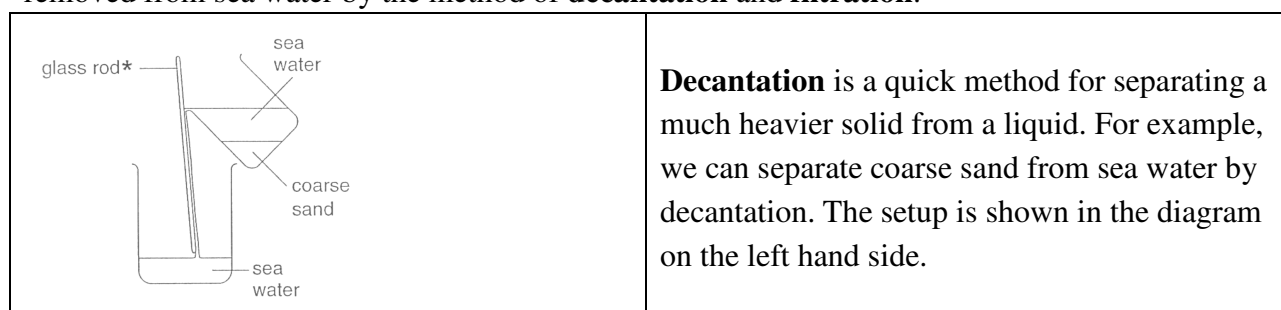 removed from sea water by the method of decantation and filtration.
sea
water
glass rod*
coarse
sand
sea
water
Decantation is a quick method for separating a
much heavier solid from a liquid. For example,
we can separate coarse sand from sea water by
decantation. The setup is shown in the diagram
on the left hand side.